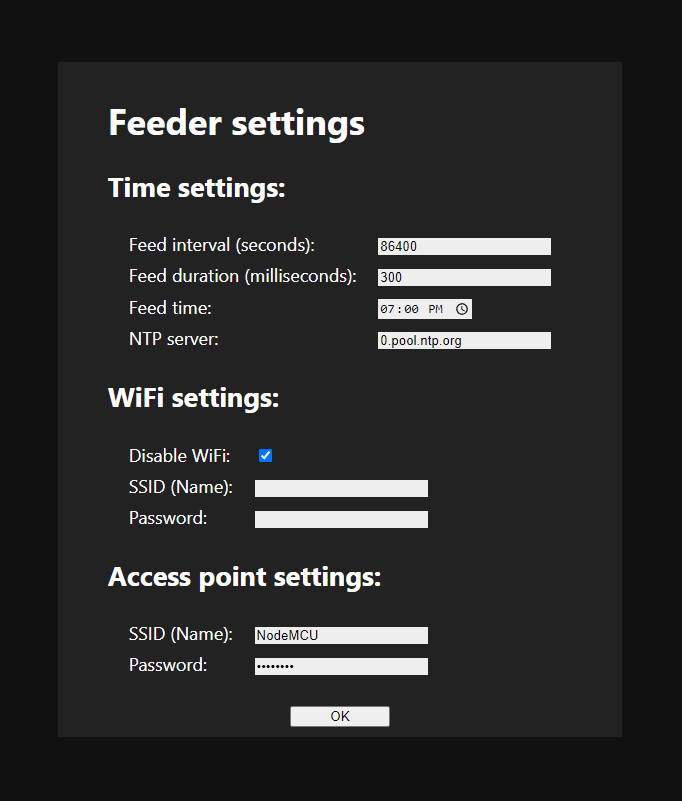 Feeder settings
Time settings:
Feed interval (seconds): 86400
Feed duration (milliseconds): 300
Feed time: 07:00 PM
NTP server: 0.pool.ntp.org
WiFi settings:
Disable WiFi:
SSID (Name):
Password:
Access point settings:
SSID (Name): NodeMCU
Password: ••••••••
OK